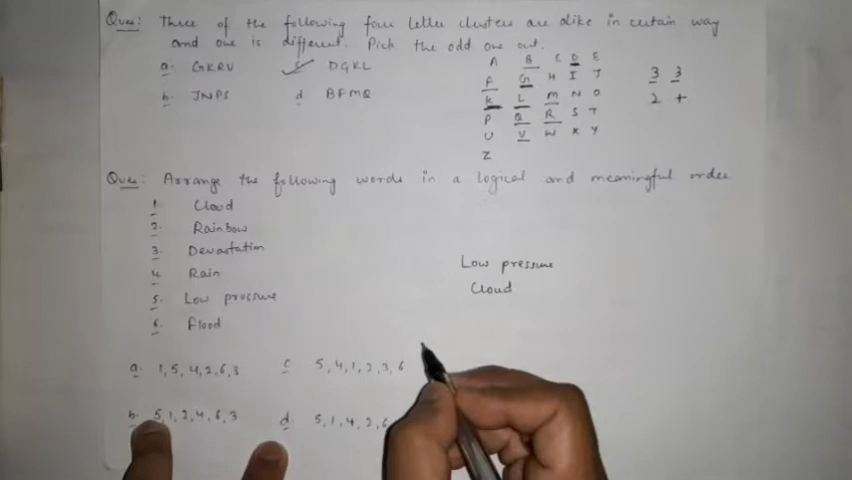 Ques: Three of the following four letter clusters are alike in certain way
and one is different. Pick the odd one out.
a. GKRV c. DGKL
b. JNPS d. BFMQ
A B C D E
F G H I J
K L M N O
P Q R S T
U V W X Y
Z
3 3
2 +
Ques: Arrange the following words in a logical and meaningful order
1. Cloud
2. Rainbow
3. Devastation
4. Rain
5. Low pressure
6. Flood
Low pressure
Cloud
a. 1,5,4,2,6,3 c 5,4,1,2,3,6
b. 5,1,2,4,6,3 d 5,1,4,2,6